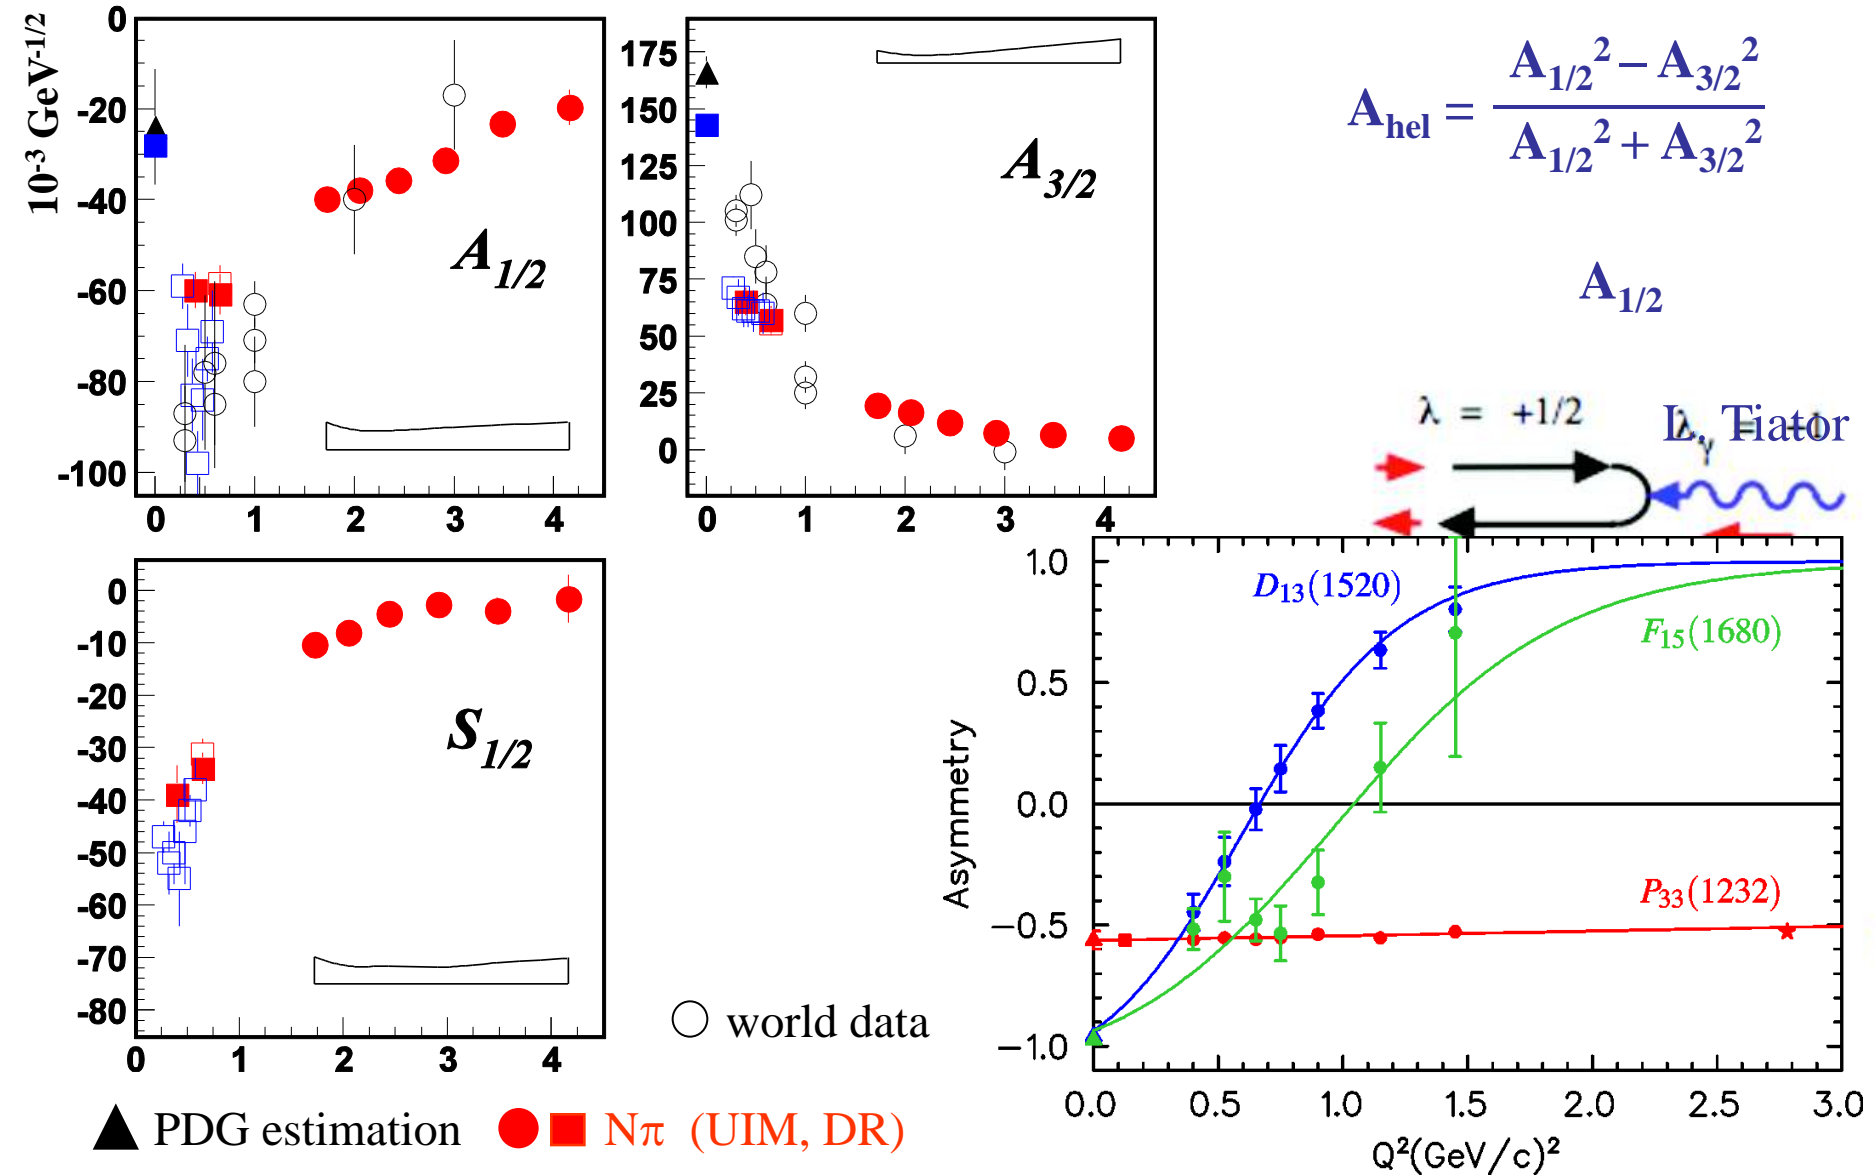 10⁻³ GeV⁻¹ᐟ²
0
-20
-40
-60
-80
-100
0 1 2 3 4
A1/2
175
150
125
100
75
50
25
0
0 1 2 3 4
A3/2
Ahel = A1/2² − A3/2²
A1/2² + A3/2²
A1/2
λ = +1/2
L. Tiator
0
-10
-20
-30
-40
-50
-60
-70
-80
0 1 2 3 4
S1/2
world data
PDG estimation
Nπ (UIM, DR)
Asymmetry
1.0
0.5
0.0
−0.5
−1.0
D13(1520)
F15(1680)
P33(1232)
0.0 0.5 1.0 1.5 2.0 2.5 3.0
Q²(GeV/c)²